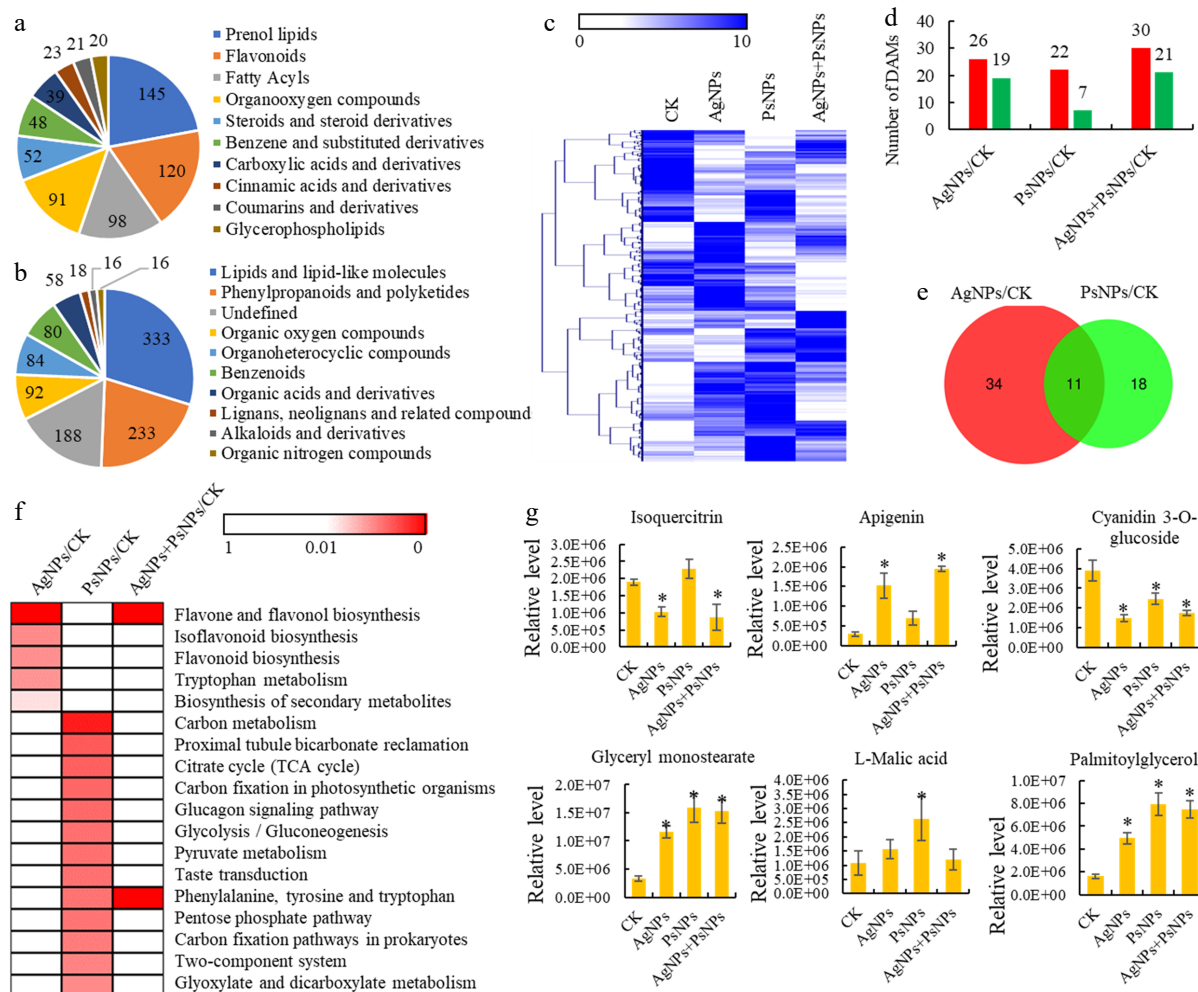 a
23
21
20
39
48
52
91
98
120
145
Prenol lipids
Flavonoids
Fatty Acyls
Organooxygen compounds
Steroids and steroid derivatives
Benzene and substituted derivatives
Carboxylic acids and derivatives
Cinnamic acids and derivatives
Coumarins and derivatives
Glycerophospholipids
b
58
18
16
16
80
84
92
188
233
333
Lipids and lipid-like molecules
Phenylpropanoids and polyketides
Undefined
Organic oxygen compounds
Organoheterocyclic compounds
Benzenoids
Organic acids and derivatives
Lignans, neolignans and related compound
Alkaloids and derivatives
Organic nitrogen compounds
c
0
10
CK
AgNPs
PsNPs
AgNPs+PsNPs
d
Number of DAMs
40
30
20
10
0
26
19
22
7
30
21
AgNPs/CK
PsNPs/CK
AgNPs+PsNPs/CK
e
AgNPs/CK
PsNPs/CK
34
11
18
f
AgNPs/CK
PsNPs/CK
AgNPs+PsNPs/CK
1
0.01
0
Flavone and flavonol biosynthesis
Isoflavonoid biosynthesis
Flavonoid biosynthesis
Tryptophan metabolism
Biosynthesis of secondary metabolites
Carbon metabolism
Proximal tubule bicarbonate reclamation
Citrate cycle (TCA cycle)
Carbon fixation in photosynthetic organisms
Glucagon signaling pathway
Glycolysis / Gluconeogenesis
Pyruvate metabolism
Taste transduction
Phenylalanine, tyrosine and tryptophan
Pentose phosphate pathway
Carbon fixation pathways in prokaryotes
Two-component system
Glyoxylate and dicarboxylate metabolism
g
Isoquercitrin
Relative level
3.0E+06
2.5E+06
2.0E+06
1.5E+06
1.0E+06
5.0E+05
0.0E+00
*
*
CK
AgNPs
PsNPs
AgNPs+PsNPs
Apigenin
Relative level
2.5E+06
2.0E+06
1.5E+06
1.0E+06
5.0E+05
0.0E+00
*
*
CK
AgNPs
PsNPs
AgNPs+PsNPs
Cyanidin 3-O-
glucoside
Relative level
5.0E+06
4.0E+06
3.0E+06
2.0E+06
1.0E+06
0.0E+00
*
*
*
CK
AgNPs
PsNPs
AgNPs+PsNPs
Glyceryl monostearate
Relative level
2.0E+07
1.5E+07
1.0E+07
5.0E+06
0.0E+00
*
*
*
CK
AgNPs
PsNPs
AgNPs+PsNPs
L-Malic acid
Relative level
4.0E+06
3.5E+06
3.0E+06
2.5E+06
2.0E+06
1.5E+06
1.0E+06
5.0E+05
0.0E+00
*
CK
AgNPs
PsNPs
AgNPs+PsNPs
Palmitoylglycerol
Relative level
1.0E+07
8.0E+06
6.0E+06
4.0E+06
2.0E+06
0.0E+00
*
*
*
CK
AgNPs
PsNPs
AgNPs+PsNPs